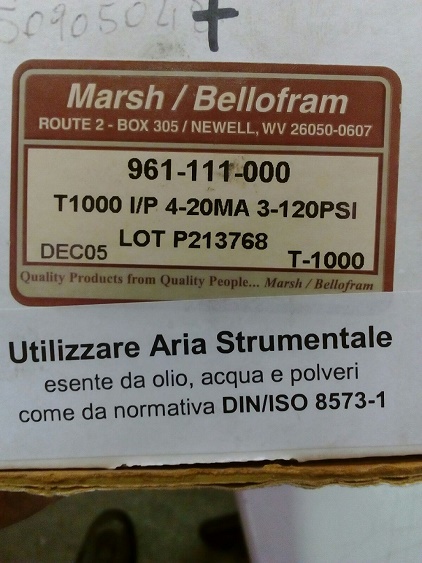 50905048
Marsh / Bellofram
ROUTE 2 - BOX 305 / NEWELL, WV 26050-0607
961-111-000
T1000 I/P 4-20MA 3-120PSI
LOT P213768
DEC05 T-1000
Quality Products from Quality People... Marsh / Bellofram
Utilizzare Aria Strumentale
esente da olio, acqua e polveri
come da normativa DIN/ISO 8573-1